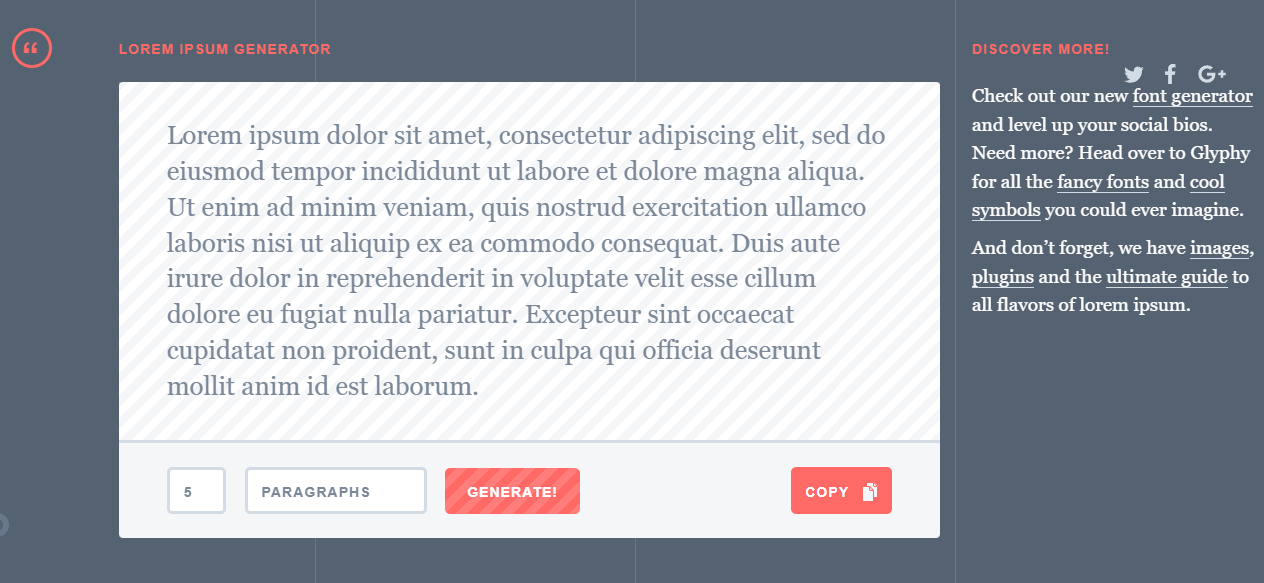 LOREM IPSUM GENERATOR
Lorem ipsum dolor sit amet, consectetur adipiscing elit, sed do
eiusmod tempor incididunt ut labore et dolore magna aliqua.
Ut enim ad minim veniam, quis nostrud exercitation ullamco
laboris nisi ut aliquip ex ea commodo consequat. Duis aute
irure dolor in reprehenderit in voluptate velit esse cillum
dolore eu fugiat nulla pariatur. Excepteur sint occaecat
cupidatat non proident, sunt in culpa qui officia deserunt
mollit anim id est laborum.
5
PARAGRAPHS
GENERATE!
COPY
DISCOVER MORE!
Check out our new font generator
and level up your social bios.
Need more? Head over to Glyphy
for all the fancy fonts and cool
symbols you could ever imagine.
And don’t forget, we have images,
plugins and the ultimate guide to
all flavors of lorem ipsum.